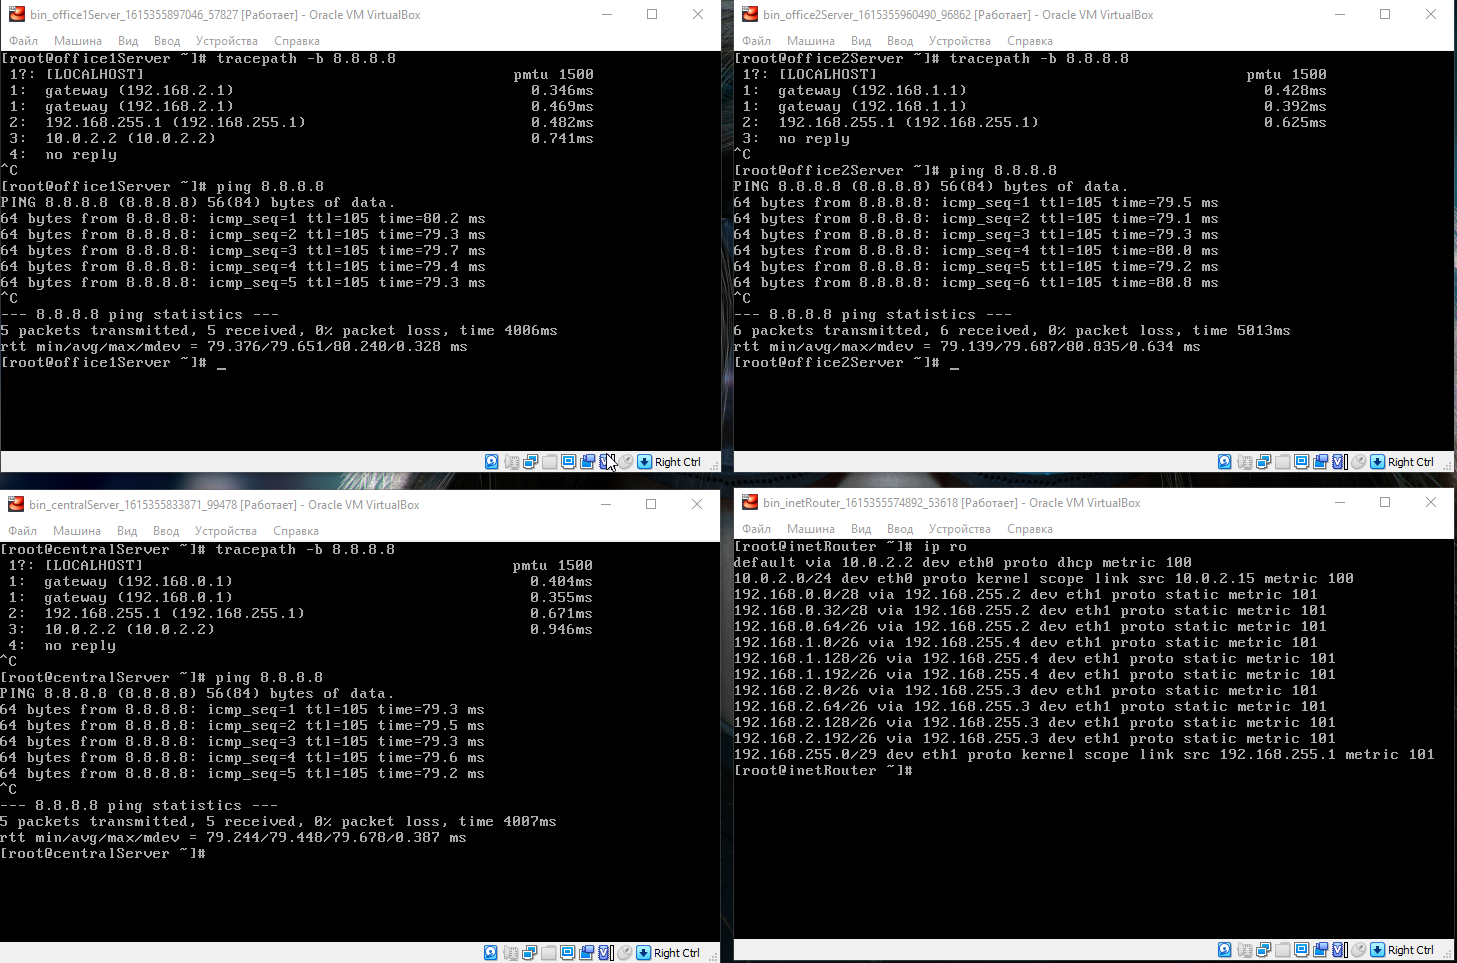 bin_office1Server_1615355897046_57827 [Работает] - Oracle VM VirtualBox
Файл Машина Вид Ввод Устройства Справка
[root@office1Server ~]# tracepath -b 8.8.8.8
1?: [LOCALHOST] pmtu 1500
1: gateway (192.168.2.1) 0.346ms
1: gateway (192.168.2.1) 0.469ms
2: 192.168.255.1 (192.168.255.1) 0.482ms
3: 10.0.2.2 (10.0.2.2) 0.741ms
4: no reply
^C
[root@office1Server ~]# ping 8.8.8.8
PING 8.8.8.8 (8.8.8.8) 56(84) bytes of data.
64 bytes from 8.8.8.8: icmp_seq=1 ttl=105 time=80.2 ms
64 bytes from 8.8.8.8: icmp_seq=2 ttl=105 time=79.3 ms
64 bytes from 8.8.8.8: icmp_seq=3 ttl=105 time=79.7 ms
64 bytes from 8.8.8.8: icmp_seq=4 ttl=105 time=79.4 ms
64 bytes from 8.8.8.8: icmp_seq=5 ttl=105 time=79.3 ms
^C
--- 8.8.8.8 ping statistics ---
5 packets transmitted, 5 received, 0% packet loss, time 4006ms
rtt min/avg/max/mdev = 79.376/79.651/80.240/0.328 ms
[root@office1Server ~]# _
Right Ctrl
bin_office2Server_1615355960490_96862 [Работает] - Oracle VM VirtualBox
Файл Машина Вид Ввод Устройства Справка
[root@office2Server ~]# tracepath -b 8.8.8.8
1?: [LOCALHOST] pmtu 1500
1: gateway (192.168.1.1) 0.428ms
1: gateway (192.168.1.1) 0.392ms
2: 192.168.255.1 (192.168.255.1) 0.625ms
3: no reply
^C
[root@office2Server ~]# ping 8.8.8.8
PING 8.8.8.8 (8.8.8.8) 56(84) bytes of data.
64 bytes from 8.8.8.8: icmp_seq=1 ttl=105 time=79.5 ms
64 bytes from 8.8.8.8: icmp_seq=2 ttl=105 time=79.1 ms
64 bytes from 8.8.8.8: icmp_seq=3 ttl=105 time=79.3 ms
64 bytes from 8.8.8.8: icmp_seq=4 ttl=105 time=80.0 ms
64 bytes from 8.8.8.8: icmp_seq=5 ttl=105 time=79.2 ms
64 bytes from 8.8.8.8: icmp_seq=6 ttl=105 time=80.8 ms
^C
--- 8.8.8.8 ping statistics ---
6 packets transmitted, 6 received, 0% packet loss, time 5013ms
rtt min/avg/max/mdev = 79.139/79.687/80.835/0.634 ms
[root@office2Server ~]# _
Right Ctrl
bin_centralServer_1615355833871_99478 [Работает] - Oracle VM VirtualBox
Файл Машина Вид Ввод Устройства Справка
[root@centralServer ~]# tracepath -b 8.8.8.8
1?: [LOCALHOST] pmtu 1500
1: gateway (192.168.0.1) 0.404ms
1: gateway (192.168.0.1) 0.355ms
2: 192.168.255.1 (192.168.255.1) 0.671ms
3: 10.0.2.2 (10.0.2.2) 0.946ms
4: no reply
^C
[root@centralServer ~]# ping 8.8.8.8
PING 8.8.8.8 (8.8.8.8) 56(84) bytes of data.
64 bytes from 8.8.8.8: icmp_seq=1 ttl=105 time=79.3 ms
64 bytes from 8.8.8.8: icmp_seq=2 ttl=105 time=79.5 ms
64 bytes from 8.8.8.8: icmp_seq=3 ttl=105 time=79.3 ms
64 bytes from 8.8.8.8: icmp_seq=4 ttl=105 time=79.6 ms
64 bytes from 8.8.8.8: icmp_seq=5 ttl=105 time=79.2 ms
^C
--- 8.8.8.8 ping statistics ---
5 packets transmitted, 5 received, 0% packet loss, time 4007ms
rtt min/avg/max/mdev = 79.244/79.448/79.678/0.387 ms
[root@centralServer ~]#
Right Ctrl
bin_inetRouter_1615355574892_53618 [Работает] - Oracle VM VirtualBox
Файл Машина Вид Ввод Устройства Справка
[root@inetRouter ~]# ip ro
default via 10.0.2.2 dev eth0 proto dhcp metric 100
10.0.2.0/24 dev eth0 proto kernel scope link src 10.0.2.15 metric 100
192.168.0.0/28 via 192.168.255.2 dev eth1 proto static metric 101
192.168.0.32/28 via 192.168.255.2 dev eth1 proto static metric 101
192.168.0.64/26 via 192.168.255.2 dev eth1 proto static metric 101
192.168.1.0/26 via 192.168.255.4 dev eth1 proto static metric 101
192.168.1.128/26 via 192.168.255.4 dev eth1 proto static metric 101
192.168.1.192/26 via 192.168.255.4 dev eth1 proto static metric 101
192.168.2.0/26 via 192.168.255.3 dev eth1 proto static metric 101
192.168.2.64/26 via 192.168.255.3 dev eth1 proto static metric 101
192.168.2.128/26 via 192.168.255.3 dev eth1 proto static metric 101
192.168.2.192/26 via 192.168.255.3 dev eth1 proto static metric 101
192.168.255.0/29 dev eth1 proto kernel scope link src 192.168.255.1 metric 101
[root@inetRouter ~]#
Right Ctrl